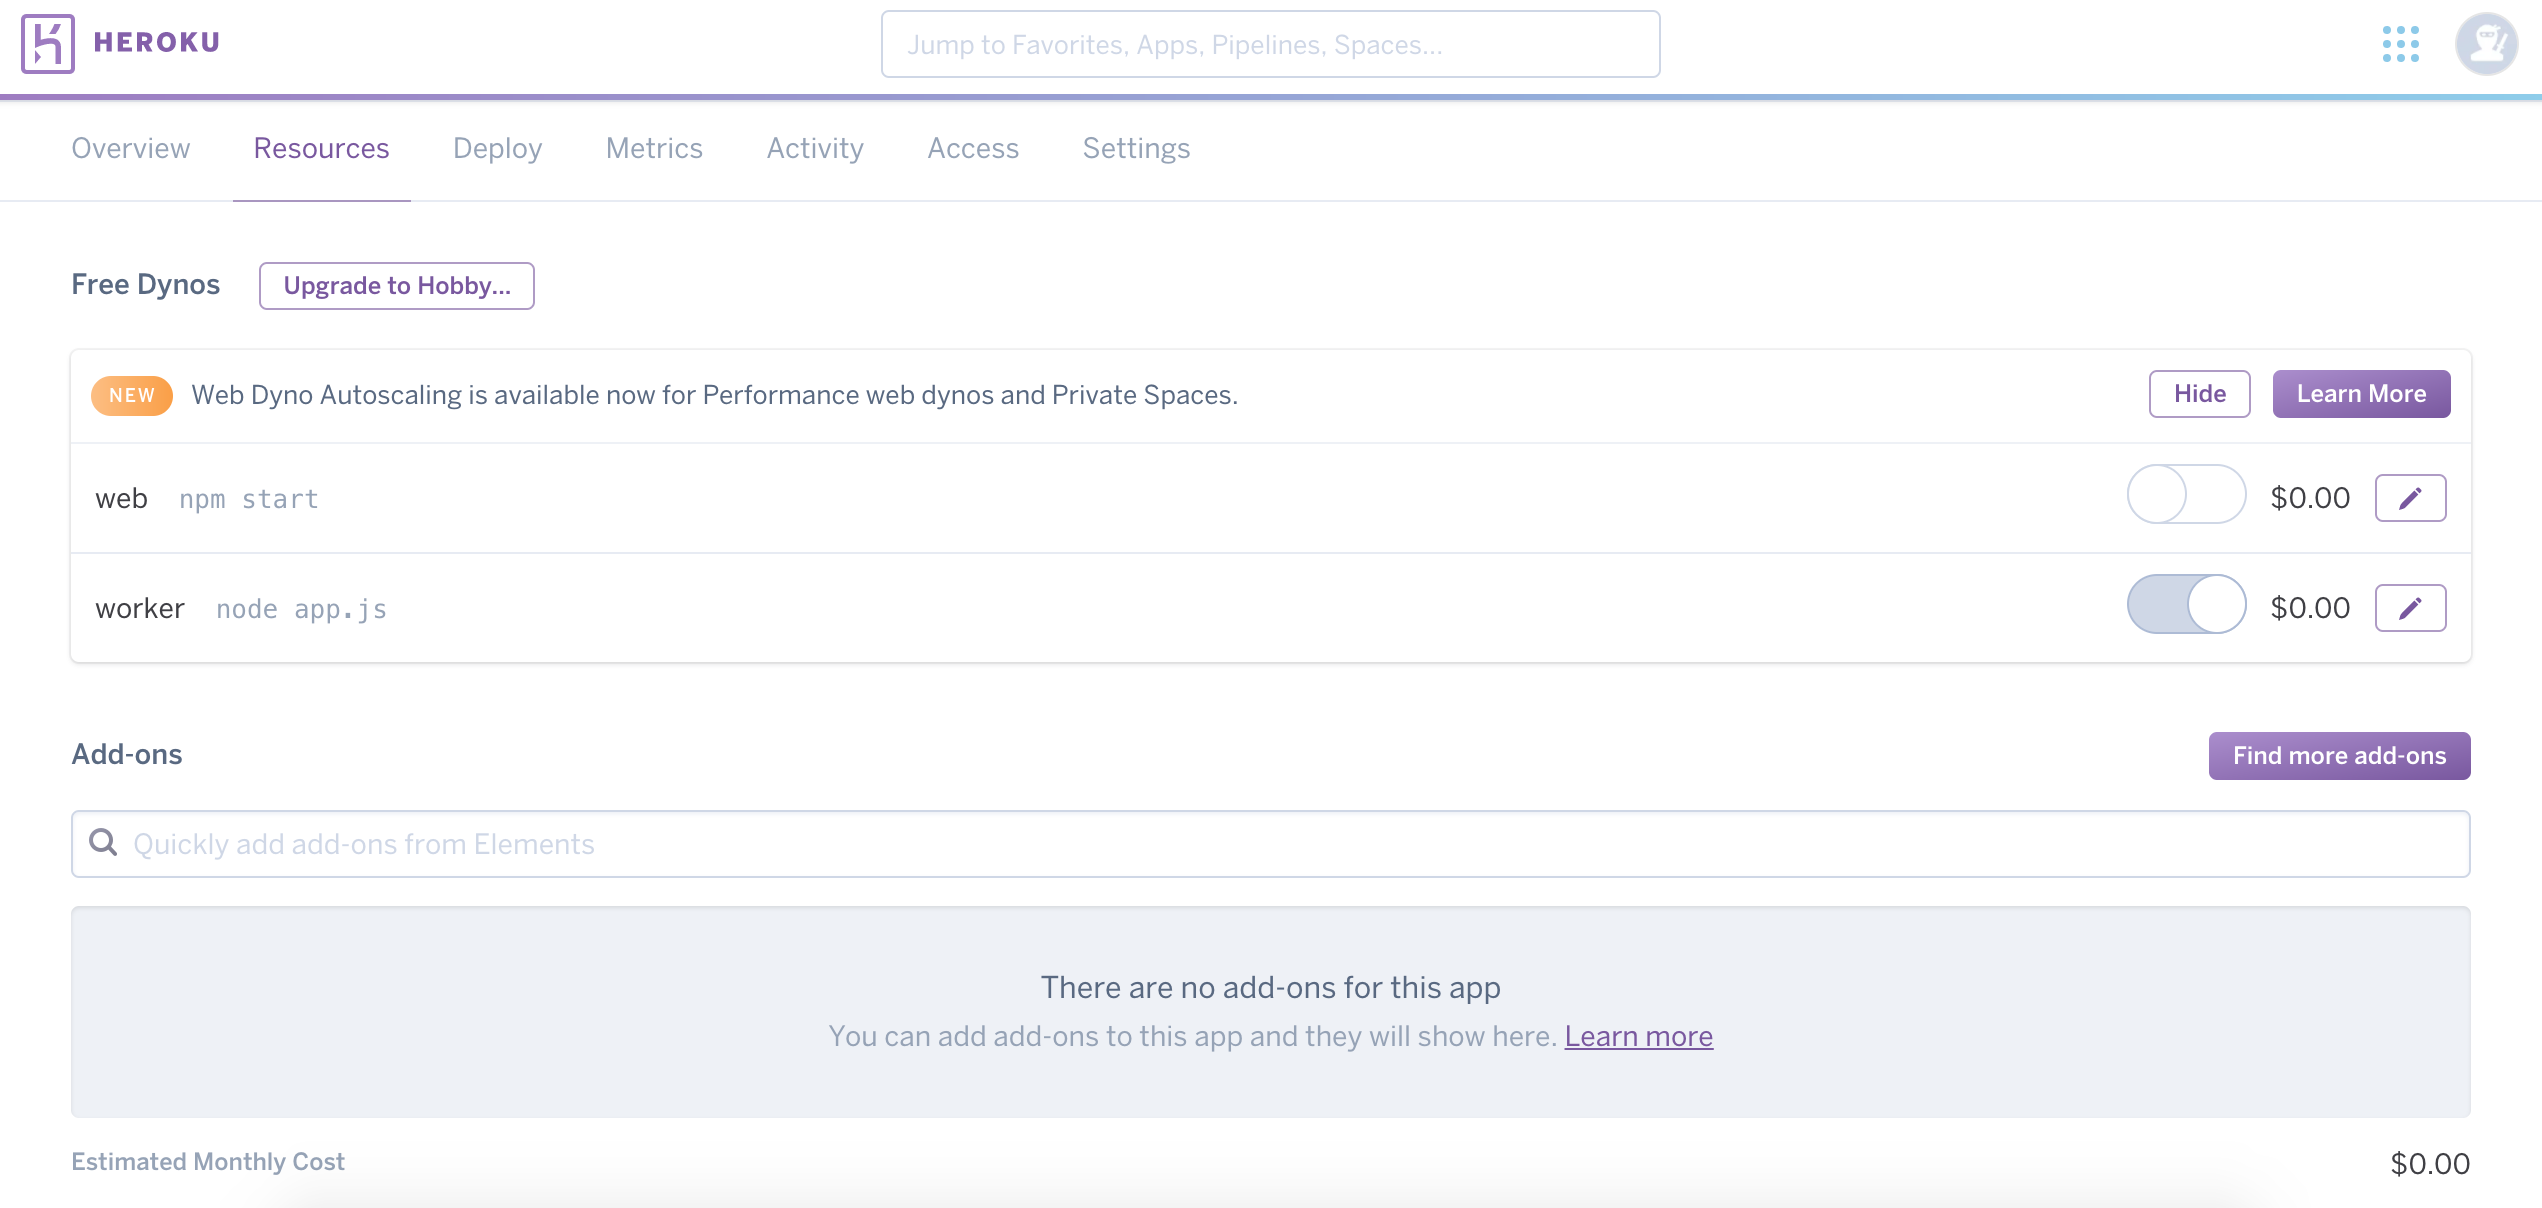 HEROKU
Jump to Favorites, Apps, Pipelines, Spaces...
Overview Resources Deploy Metrics Activity Access Settings
Free Dynos Upgrade to Hobby...
NEW Web Dyno Autoscaling is available now for Performance web dynos and Private Spaces. Hide Learn More
web npm start $0.00
worker node app.js $0.00
Add-ons Find more add-ons
Quickly add add-ons from Elements
There are no add-ons for this app
You can add add-ons to this app and they will show here. Learn more
Estimated Monthly Cost $0.00